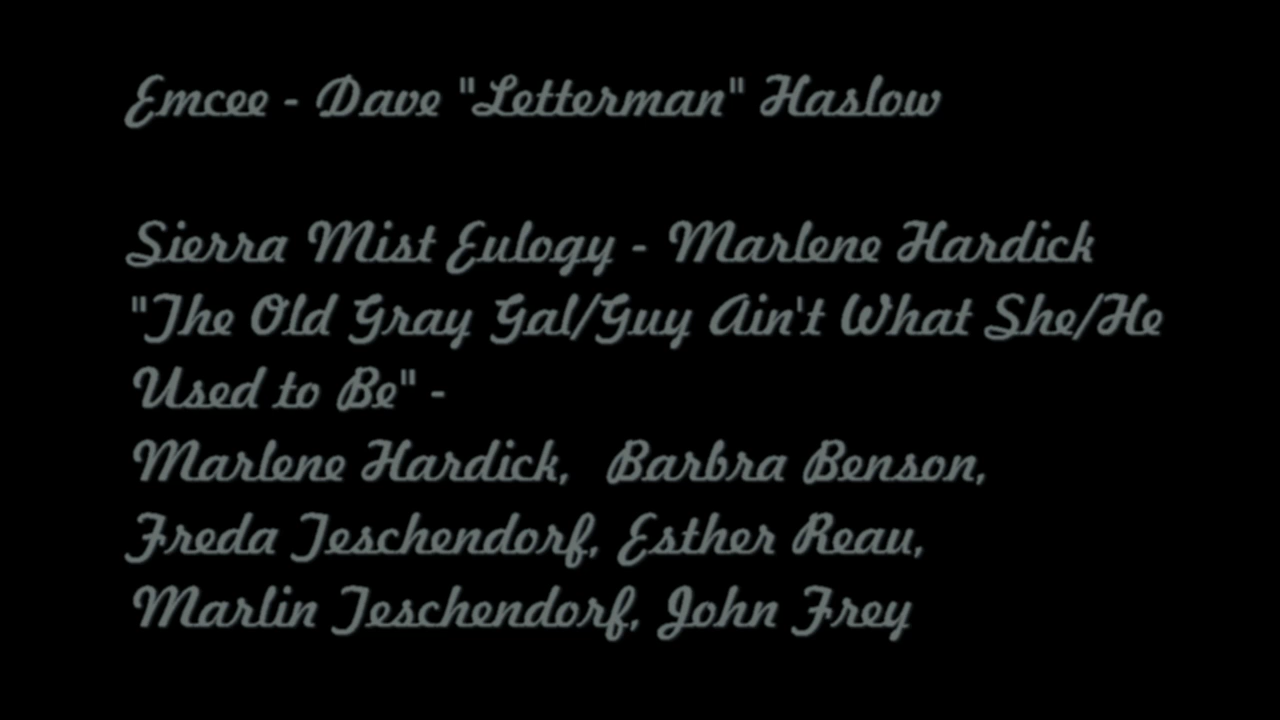 Emcee - Dave "Letterman" Haslow
Sierra Mist Eulogy - Marlene Hardick
"The Old Gray Gal/Guy Ain't What She/He
Used to Be" -
Marlene Hardick, Barbra Benson,
Freda Teschendorf, Esther Reau,
Marlin Teschendorf, John Frey